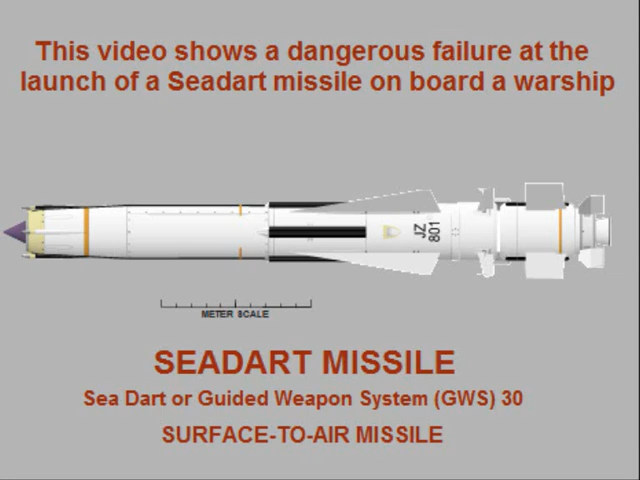 This video shows a dangerous failure at the
launch of a Seadart missile on board a warship
JZ
801
METER SCALE
SEADART MISSILE
Sea Dart or Guided Weapon System (GWS) 30
SURFACE-TO-AIR MISSILE